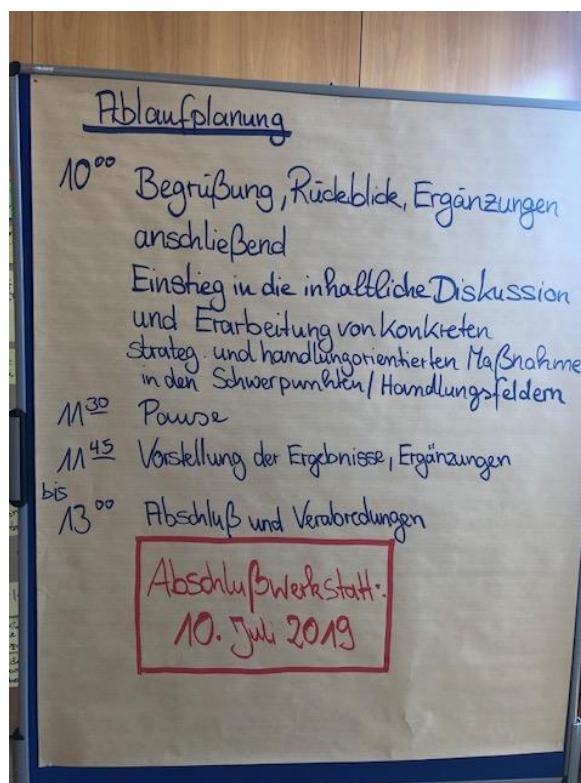 Ablaufplanung
10⁰⁰ Begrüßung, Rückblick, Ergänzungen
anschließend
Einstieg in die inhaltliche Diskussion
und Erarbeitung von konkreten
strateg. und handlungorientierten Maßnahme
in den Schwerpunkten / Handlungsfeldern
11³⁰ Pause
11⁴⁵ Vorstellung der Ergebnisse, Ergänzungen
bis
13⁰⁰ Abschluß und Verabredungen
Abschlußwerkstatt:
10. Juli 2019